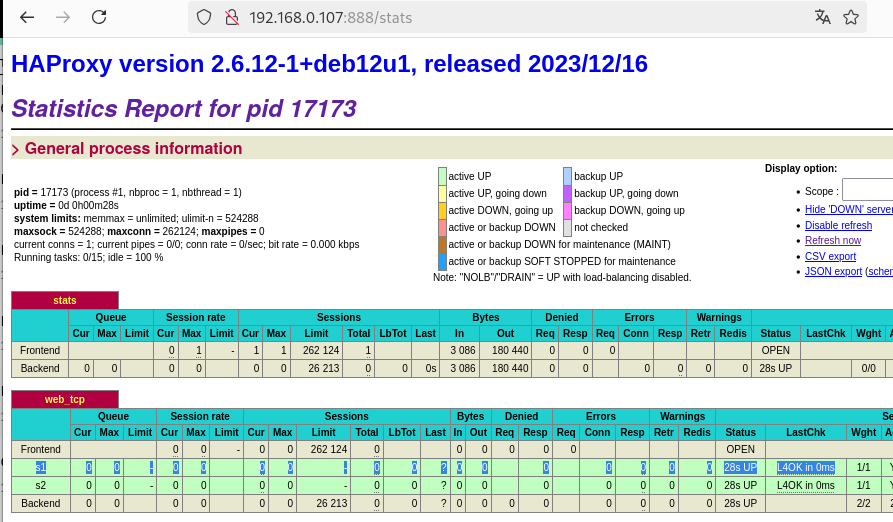 192.168.0.107:888/stats
HAProxy version 2.6.12-1+deb12u1, released 2023/12/16
Statistics Report for pid 17173
> General process information
pid = 17173 (process #1, nbproc = 1, nbthread = 1)
uptime = 0d 0h00m28s
system limits: memmax = unlimited; ulimit-n = 524288
maxsock = 524288; maxconn = 262124; maxpipes = 0
current conns = 1; current pipes = 0/0; conn rate = 0/sec; bit rate = 0.000 kbps
Running tasks: 0/15; idle = 100 %
active UP backup UP
active UP, going down backup UP, going down
active DOWN, going up backup DOWN, going up
active or backup DOWN not checked
active or backup DOWN for maintenance (MAINT)
active or backup SOFT STOPPED for maintenance
Note: "NOLB"/"DRAIN" = UP with load-balancing disabled.
Display option:
• Scope :
• Hide 'DOWN' server
• Disable refresh
• Refresh now
• CSV export
• JSON export (schem
stats
Queue Session rate Sessions Bytes Denied Errors Warnings
Cur Max Limit Cur Max Limit Cur Max Limit Total LbTot Last In Out Req Resp Req Conn Resp Retr Redis Status LastChk Wght A
Frontend 0 1 - 1 1 262 124 1 3 086 180 440 0 0 0 OPEN
Backend 0 0 0 0 0 0 26 213 0 0 0s 3 086 180 440 0 0 0 0 0 0 28s UP 0/0
web_tcp
Queue Session rate Sessions Bytes Denied Errors Warnings Se
Cur Max Limit Cur Max Limit Cur Max Limit Total LbTot Last In Out Req Resp Req Conn Resp Retr Redis Status LastChk Wght A
Frontend 0 0 - 0 0 262 124 0 0 0 0 0 0 OPEN
s1 0 0 - 0 0 0 0 - 0 0 ? 0 0 0 0 0 0 0 28s UP L4OK in 0ms 1/1 Y
s2 0 0 - 0 0 0 0 - 0 0 ? 0 0 0 0 0 0 0 28s UP L4OK in 0ms 1/1 Y
Backend 0 0 0 0 0 0 26 213 0 0 ? 0 0 0 0 0 0 0 0 28s UP 2/2